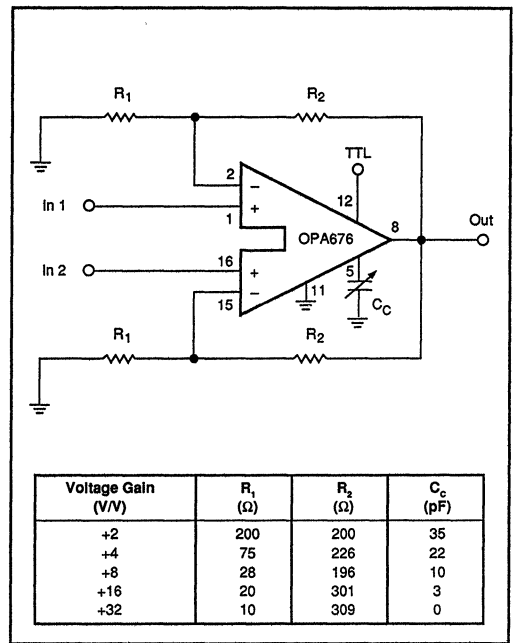 R1 R2
TTL
2 − 12
In 1 + 8 Out
1
OPA676
16 5
In 2 +
− 11
15 CC
R1 R2
Voltage Gain (V/V) R1 (Ω) R2 (Ω) Cc (pF)
+2 200 200 35
+4 75 226 22
+8 28 196 10
+16 20 301 3
+32 10 309 0